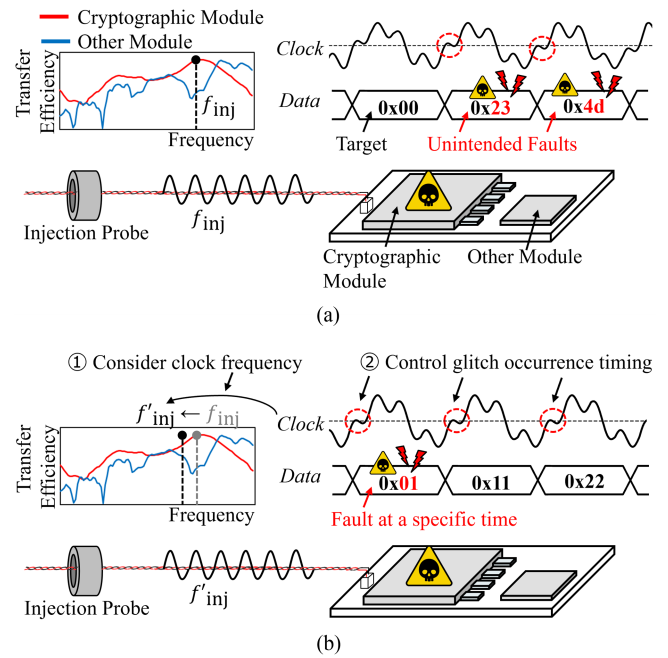 Cryptographic Module
Other Module
Transfer
Efficiency
f_inj
Frequency
Clock
Data
0x00
0x23
0x4d
Target
Unintended Faults
Injection Probe
f_inj
Cryptographic
Module
Other Module
(a)
① Consider clock frequency
② Control glitch occurrence timing
f'_inj ← f_inj
Transfer
Efficiency
Frequency
Clock
Data
0x01
0x11
0x22
Fault at a specific time
Injection Probe
f'_inj
(b)